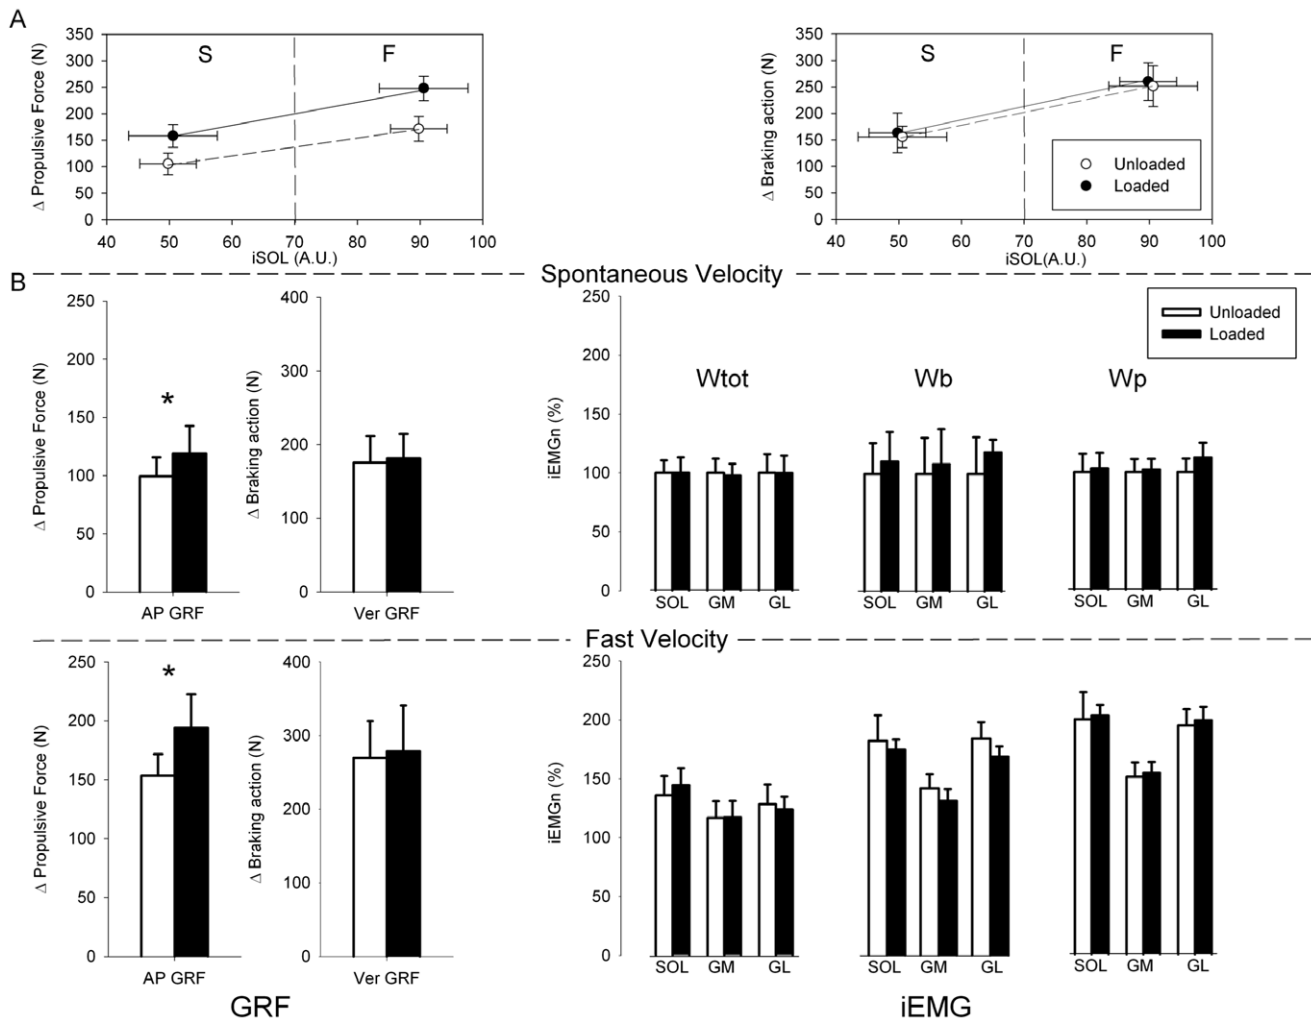 A
Δ Propulsive Force (N)
350
300
250
200
150
100
50
0
S
F
40 50 60 70 80 90 100
iSOL (A.U.)
Δ Braking action (N)
350
300
250
200
150
100
50
0
S
F
Unloaded
Loaded
40 50 60 70 80 90 100
iSOL(A.U.)
B
Spontaneous Velocity
Δ Propulsive Force (N)
250
200
150
100
50
0
*
AP GRF
Δ Braking action (N)
400
300
200
100
0
Ver GRF
iEMGn (%)
250
200
150
100
50
0
Wtot
Wb
Wp
Unloaded
Loaded
SOL GM GL
SOL GM GL
SOL GM GL
Fast Velocity
Δ Propulsive Force (N)
250
200
150
100
50
0
*
AP GRF
Δ Braking action (N)
400
300
200
100
0
Ver GRF
iEMGn (%)
250
200
150
100
50
0
SOL GM GL
SOL GM GL
SOL GM GL
GRF
iEMG